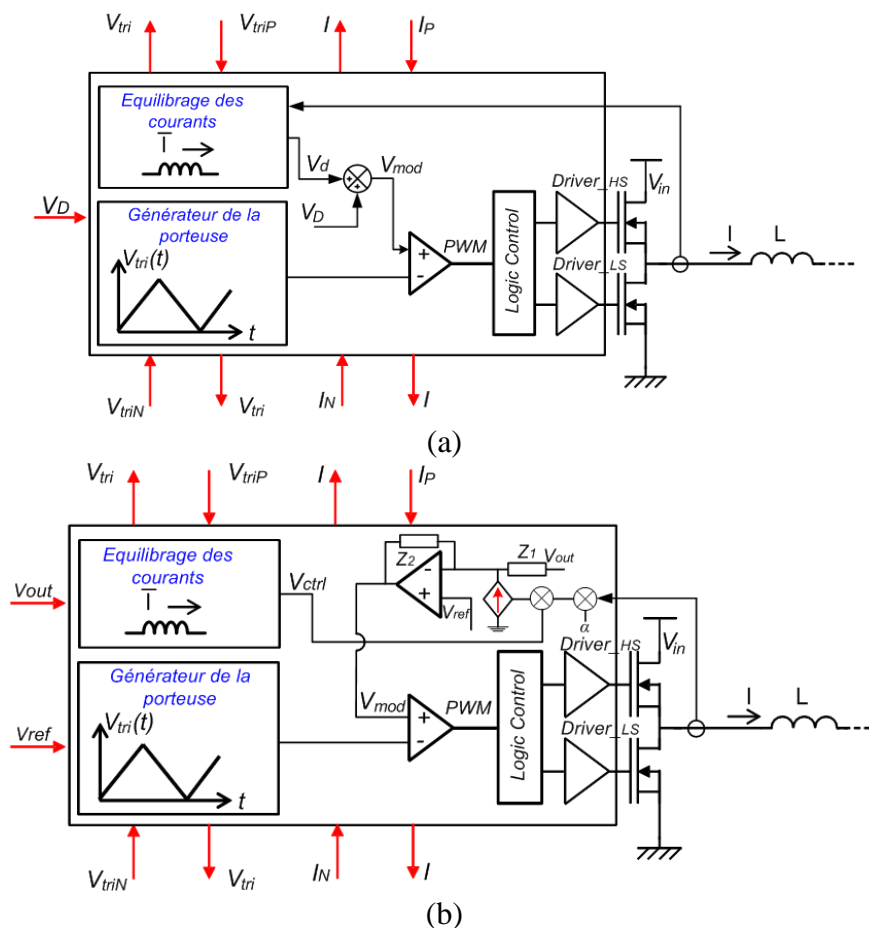 Vtri VtriP I IP
Equilibrage des
courants
I
Vd Vmod
VD
VD
Générateur de la
porteuse
Vtri(t)
t
+ +
+
-
PWM
Logic Control
Driver_HS
Driver_LS
Vin
I L
VtriN Vtri IN I
(a)
Vtri VtriP I IP
Equilibrage des
courants
I
Vout
Vctrl
Z2
Z1 Vout
-
+
Vref
α
Générateur de la
porteuse
Vref
Vtri(t)
t
Vmod
+
-
PWM
Logic Control
Driver_HS
Driver_LS
Vin
I L
VtriN Vtri IN I
(b)